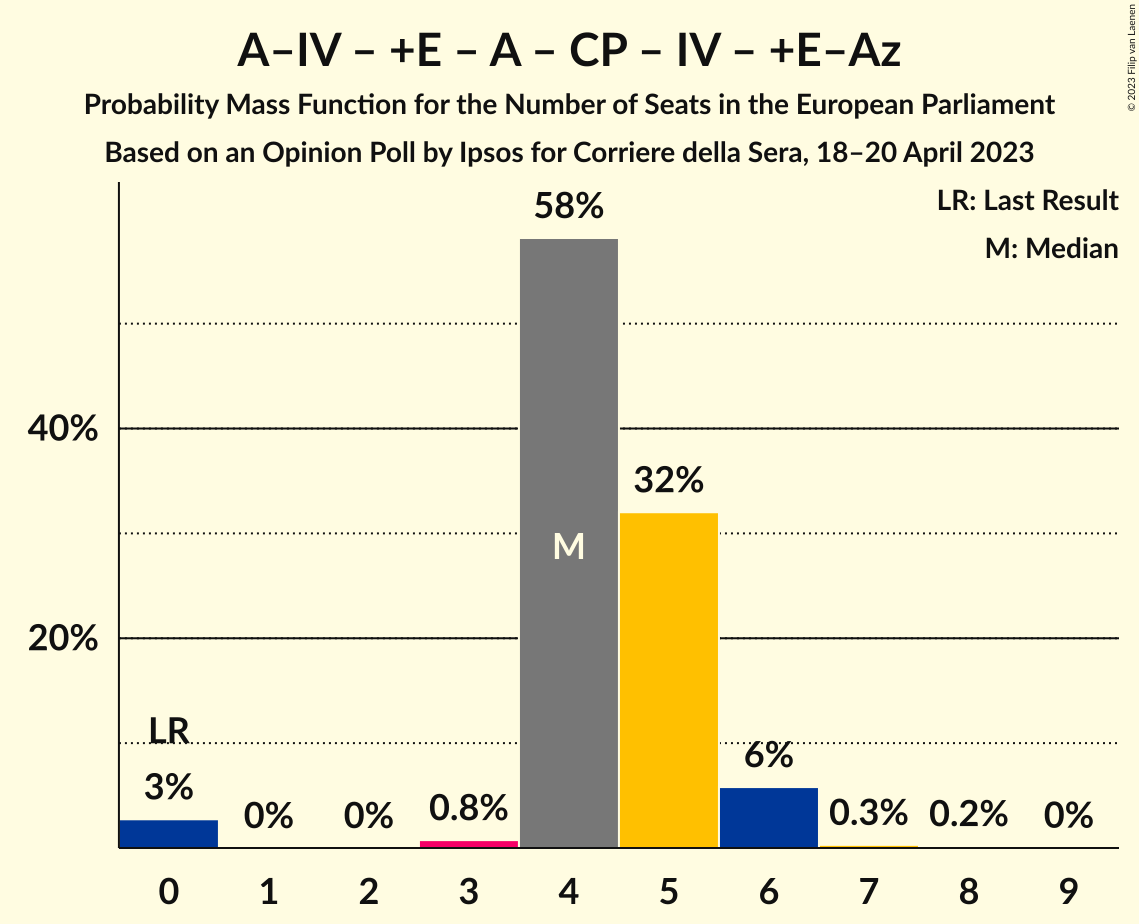 A–IV – +E – A – CP – IV – +E–Az
Probability Mass Function for the Number of Seats in the European Parliament
Based on an Opinion Poll by Ipsos for Corriere della Sera, 18–20 April 2023
© 2023 Filip van Laenen
LR: Last Result
M: Median
58%
40%
32%
M
20%
LR
6%
3%
0%
0%
0.8%
0.3%
0.2%
0%
0 1 2 3 4 5 6 7 8 9